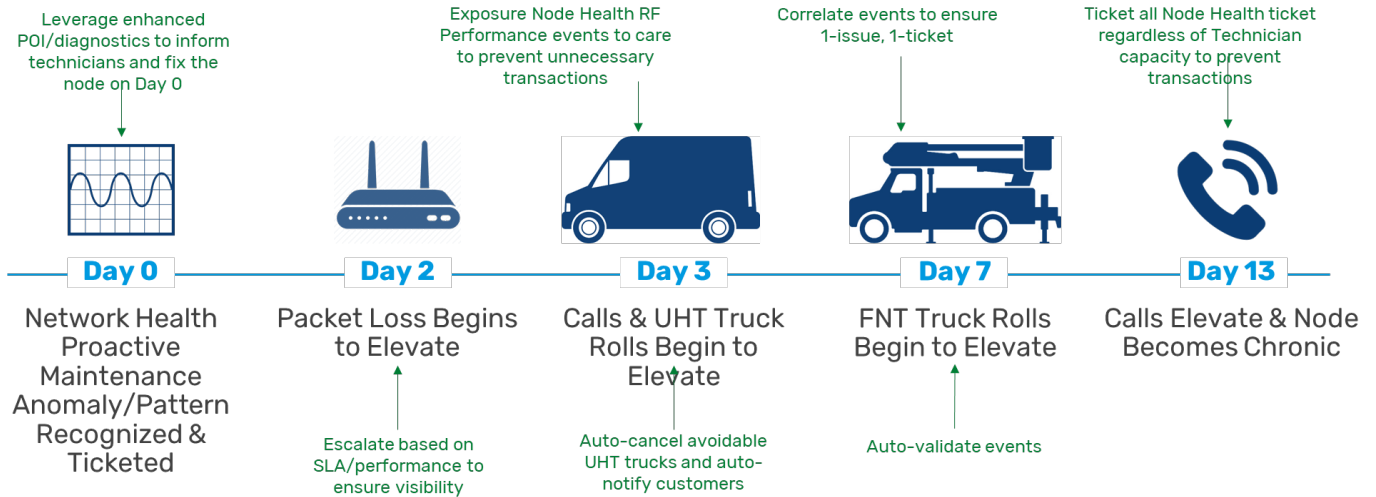 Leverage enhanced
POI/diagnostics to inform
technicians and fix the
node on Day 0
Exposure Node Health RF
Performance events to care
to prevent unnecessary
transactions
Correlate events to ensure
1-issue, 1-ticket
Ticket all Node Health ticket
regardless of Technician
capacity to prevent
transactions
Day 0
Day 2
Day 3
Day 7
Day 13
Network Health
Proactive
Maintenance
Anomaly/Pattern
Recognized &
Ticketed
Packet Loss Begins
to Elevate
Calls & UHT Truck
Rolls Begin to
Elevate
FNT Truck Rolls
Begin to Elevate
Calls Elevate & Node
Becomes Chronic
Escalate based on
SLA/performance to
ensure visibility
Auto-cancel avoidable
UHT trucks and auto-
notify customers
Auto-validate events